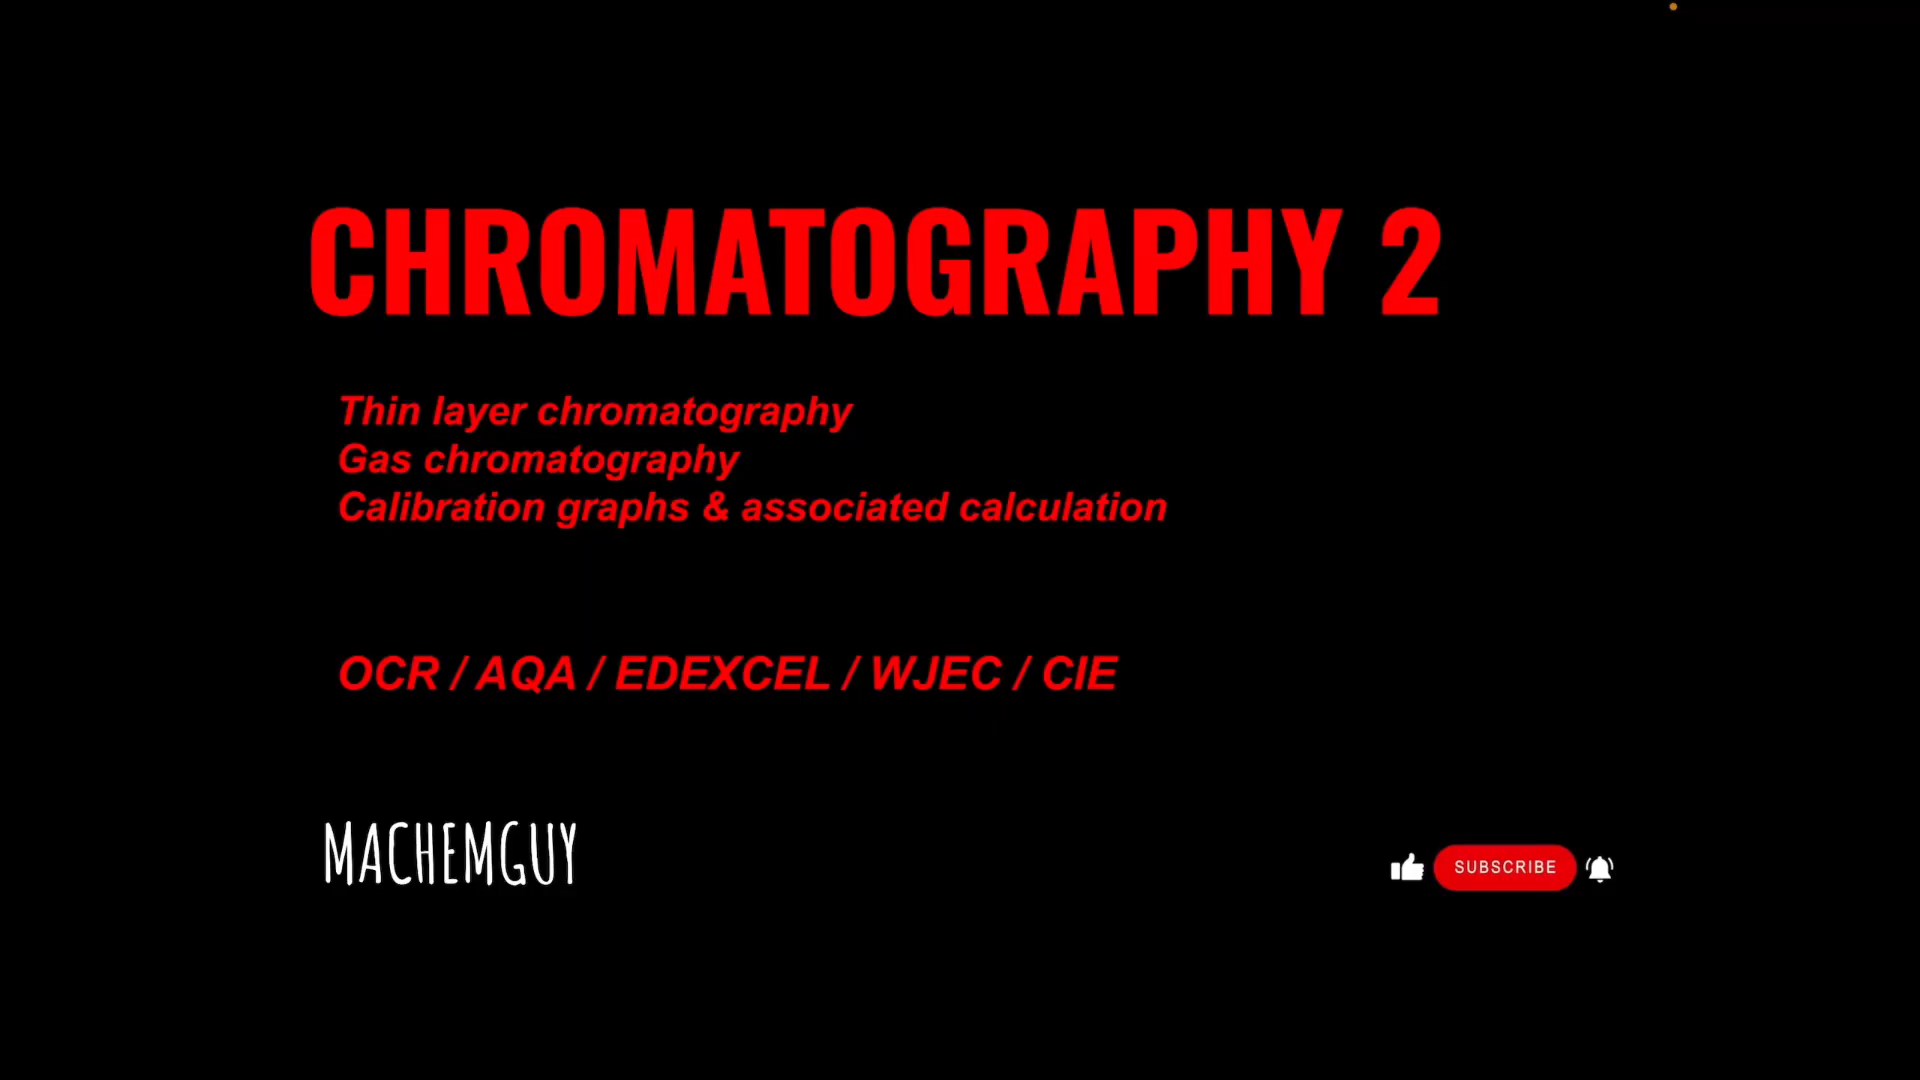 CHROMATOGRAPHY 2
Thin layer chromatography
Gas chromatography
Calibration graphs & associated calculation
OCR / AQA / EDEXCEL / WJEC / CIE
MACHEMGUY
SUBSCRIBE